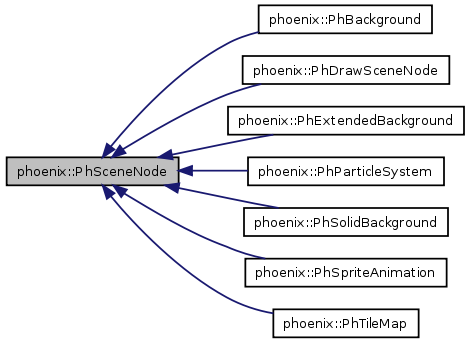 phoenix::PhBackground
phoenix::PhDrawSceneNode
phoenix::PhExtendedBackground
phoenix::PhSceneNode
phoenix::PhParticleSystem
phoenix::PhSolidBackground
phoenix::PhSpriteAnimation
phoenix::PhTileMap